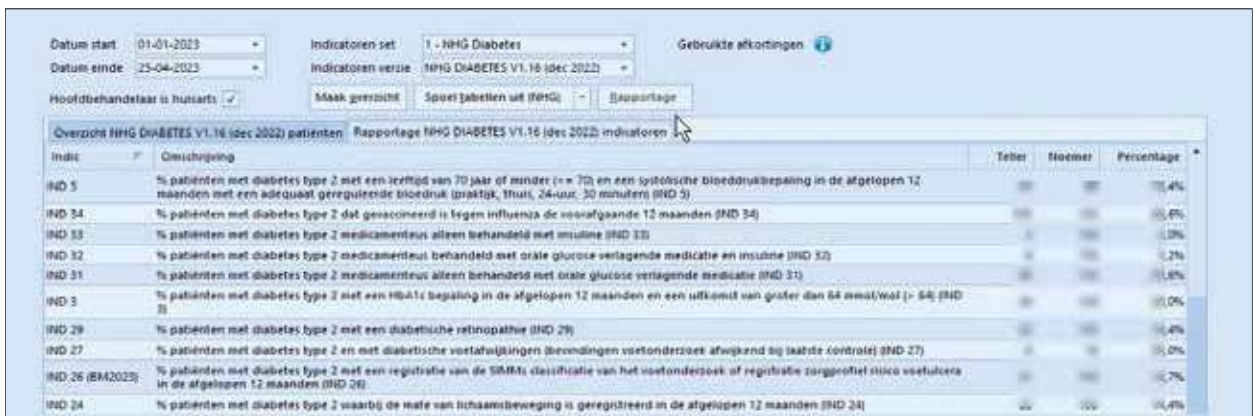 Datum start 01-01-2023 Indicatoren set 1 - NHG Diabetes Gebruikte afkortingen
Datum einde 25-04-2023 Indicatoren versie NHG DIABETES V1.16 (dec 2022)
Hoofdbehandelaar is huisarts Maak overzicht Spoel tabellen uit (NHG) Rapportage
Overzicht NHG DIABETES V1.16 (dec 2022) patiënten Rapportage NHG DIABETES V1.16 (dec 2022) indicatoren
Indic Omschrijving Teller Noemer Percentage
IND 5 % patiënten met diabetes type 2 met een leeftijd van 70 jaar of minder (<= 70) en een systolische bloeddrukbepaling in de afgelopen 12
maanden met een adequaat gereguleerde bloedruk (praktijk, thuis, 24-uur, 30 minuten) (IND 5) ,4%
IND 34 % patiënten met diabetes type 2 dat gevaccineerd is tegen influenza de voorafgaande 12 maanden (IND 34) ,6%
IND 33 % patiënten met diabetes type 2 medicamenteus alleen behandeld met insuline (IND 33) ,0%
IND 32 % patiënten met diabetes type 2 medicamenteus behandeld met orale glucose verlagende medicatie en insuline (IND 32) ,2%
IND 31 % patiënten met diabetes type 2 medicamenteus alleen behandeld met orale glucose verlagende medicatie (IND 31) ,6%
IND 3 % patiënten met diabetes type 2 met een HbA1c bepaling in de afgelopen 12 maanden en een uitkomst van groter dan 64 mmol/mol (> 64) (IND
3) ,0%
IND 29 % patiënten met diabetes type 2 met een diabetische retinopathie (IND 29) ,4%
IND 27 % patiënten met diabetes type 2 en met diabetische voetafwijkingen (bevindingen voetonderzoek afwijkend bij laatste controle) (IND 27) ,0%
IND 26 (BM2023) % patiënten met diabetes type 2 met een registratie van de SIMMs classificatie van het voetonderzoek of registratie zorgprofiel risico voetulcera
in de afgelopen 12 maanden (IND 26) ,7%
IND 24 % patiënten met diabetes type 2 waarbij de mate van lichaamsbeweging is geregistreerd in de afgelopen 12 maanden (IND 24) ,4%